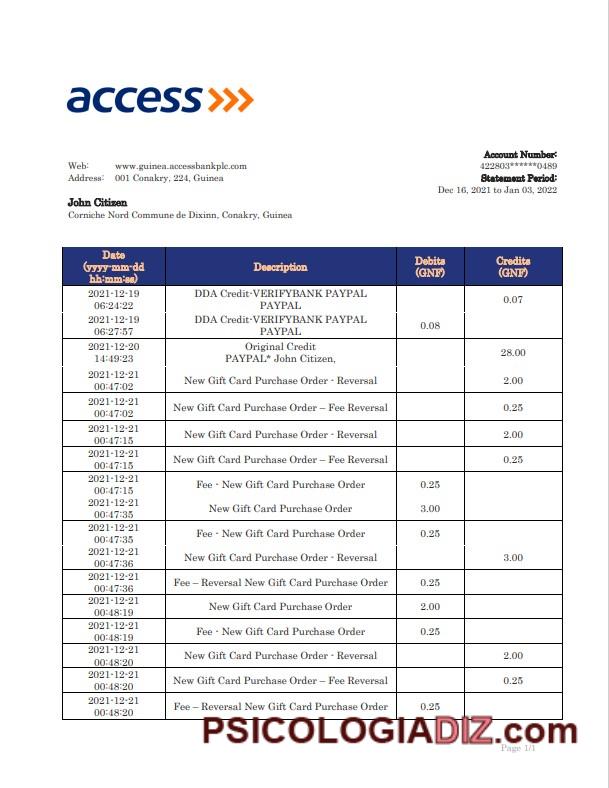 access
Account Number:
Web: www.guinea.accessbankplc.com 422803******0489
Address: 001 Conakry, 224, Guinea Statement Period:
Dec 16, 2021 to Jan 03, 2022
John Citizen
Corniche Nord Commune de Dixinn, Conakry, Guinea
Date (yyyy-mm-dd hh:mm:ss) Description Debits (GNF) Credits (GNF)
2021-12-19 06:24:22 DDA Credit-VERIFYBANK PAYPAL PAYPAL 0.07
2021-12-19 06:27:57 DDA Credit-VERIFYBANK PAYPAL PAYPAL 0.08
2021-12-20 14:49:23 Original Credit PAYPAL* John Citizen, 28.00
2021-12-21 00:47:02 New Gift Card Purchase Order - Reversal 2.00
2021-12-21 00:47:02 New Gift Card Purchase Order – Fee Reversal 0.25
2021-12-21 00:47:15 New Gift Card Purchase Order - Reversal 2.00
2021-12-21 00:47:15 New Gift Card Purchase Order – Fee Reversal 0.25
2021-12-21 00:47:15 Fee - New Gift Card Purchase Order 0.25
2021-12-21 00:47:35 New Gift Card Purchase Order 3.00
2021-12-21 00:47:35 Fee - New Gift Card Purchase Order 0.25
2021-12-21 00:47:36 New Gift Card Purchase Order - Reversal 3.00
2021-12-21 00:47:36 Fee – Reversal New Gift Card Purchase Order 0.25
2021-12-21 00:48:19 New Gift Card Purchase Order 2.00
2021-12-21 00:48:19 Fee - New Gift Card Purchase Order 0.25
2021-12-21 00:48:20 New Gift Card Purchase Order - Reversal 2.00
2021-12-21 00:48:20 New Gift Card Purchase Order – Fee Reversal 0.25
2021-12-21 00:48:20 Fee – Reversal New Gift Card Purchase Order 0.25
PSICOLOGIADIZ.com
Page 1/1